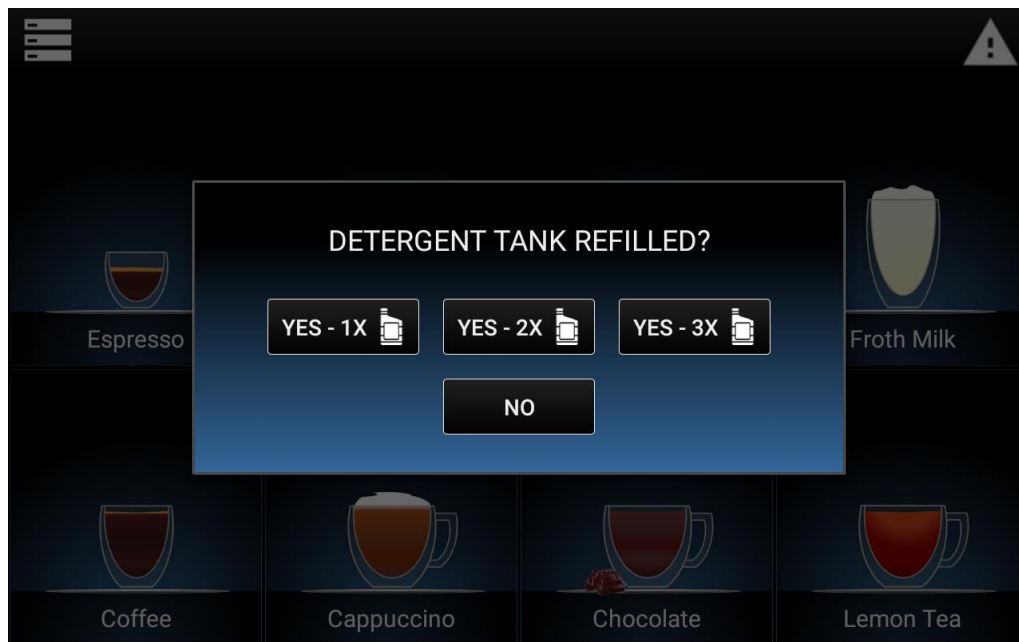 DETERGENT TANK REFILLED?
YES - 1X
YES - 2X
YES - 3X
NO
Espresso
Froth Milk
Coffee
Cappuccino
Chocolate
Lemon Tea